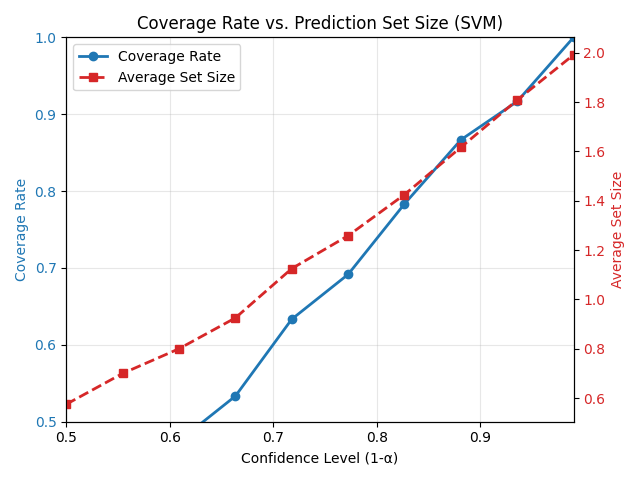 Coverage Rate vs. Prediction Set Size (SVM)
Coverage Rate
Average Set Size
1.0
0.9
0.8
0.7
0.6
0.5
Coverage Rate
2.0
1.8
1.6
1.4
1.2
1.0
0.8
0.6
Average Set Size
0.5 0.6 0.7 0.8 0.9
Confidence Level (1-α)